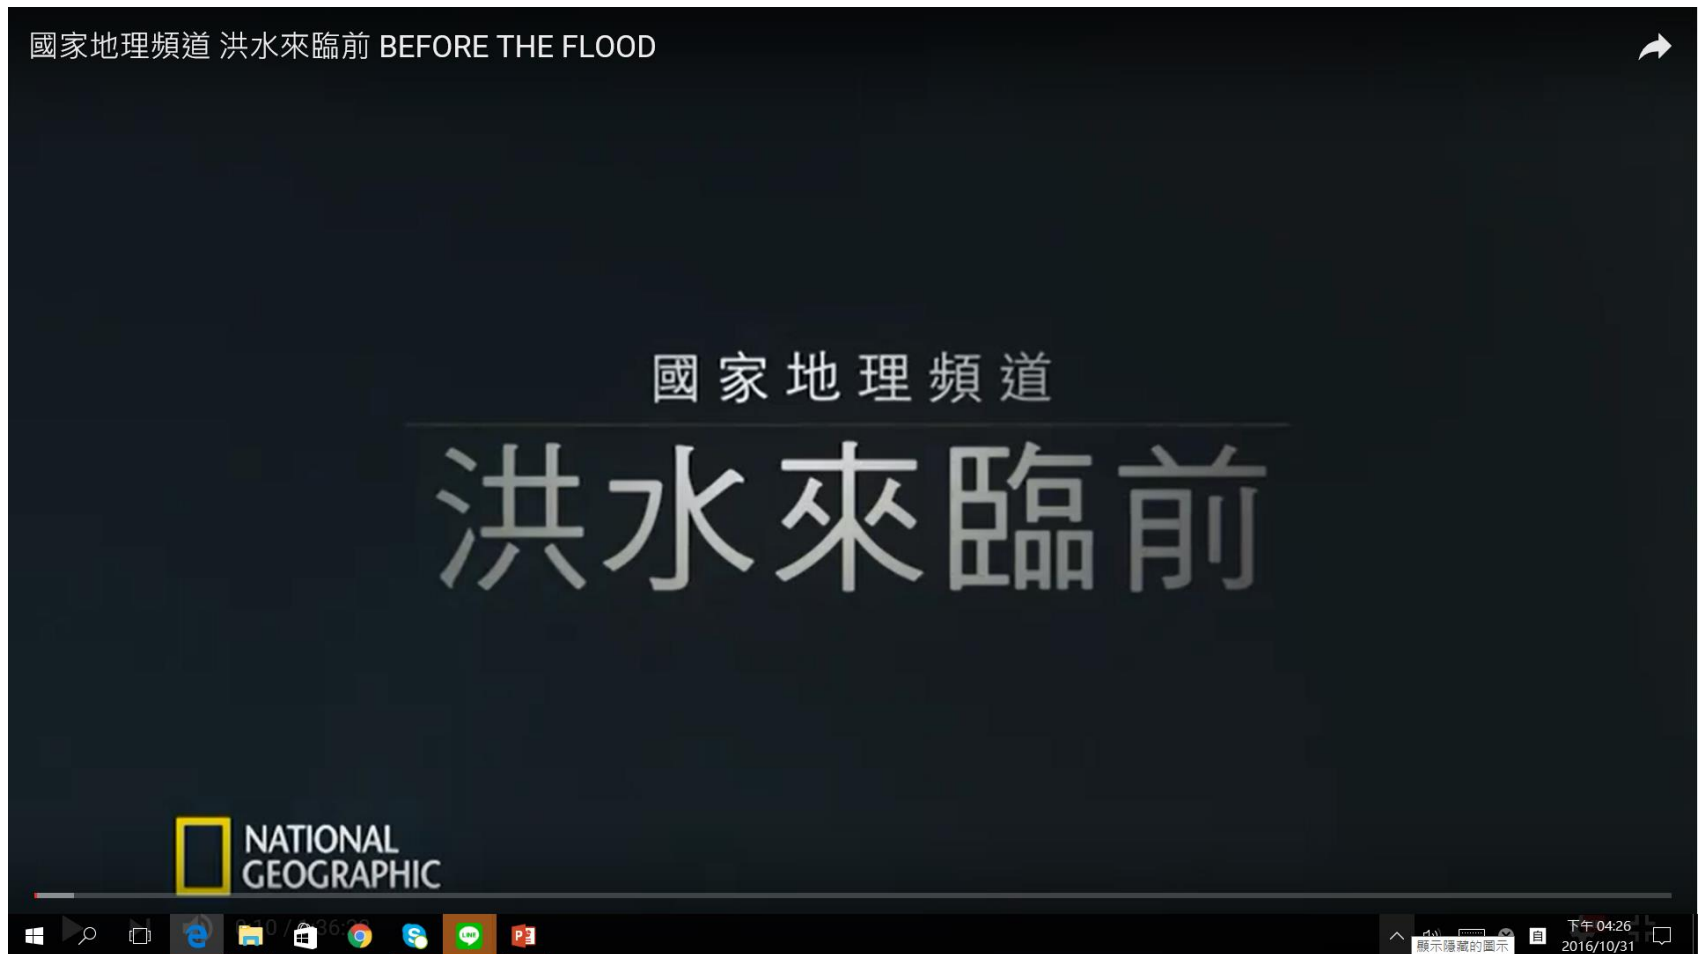 國家地理頻道 洪水來臨前 BEFORE THE FLOOD
國家地理頻道
洪水來臨前
NATIONAL
GEOGRAPHIC
LINE
自
下午 04:26
顯示隱藏的圖示
2016/10/31